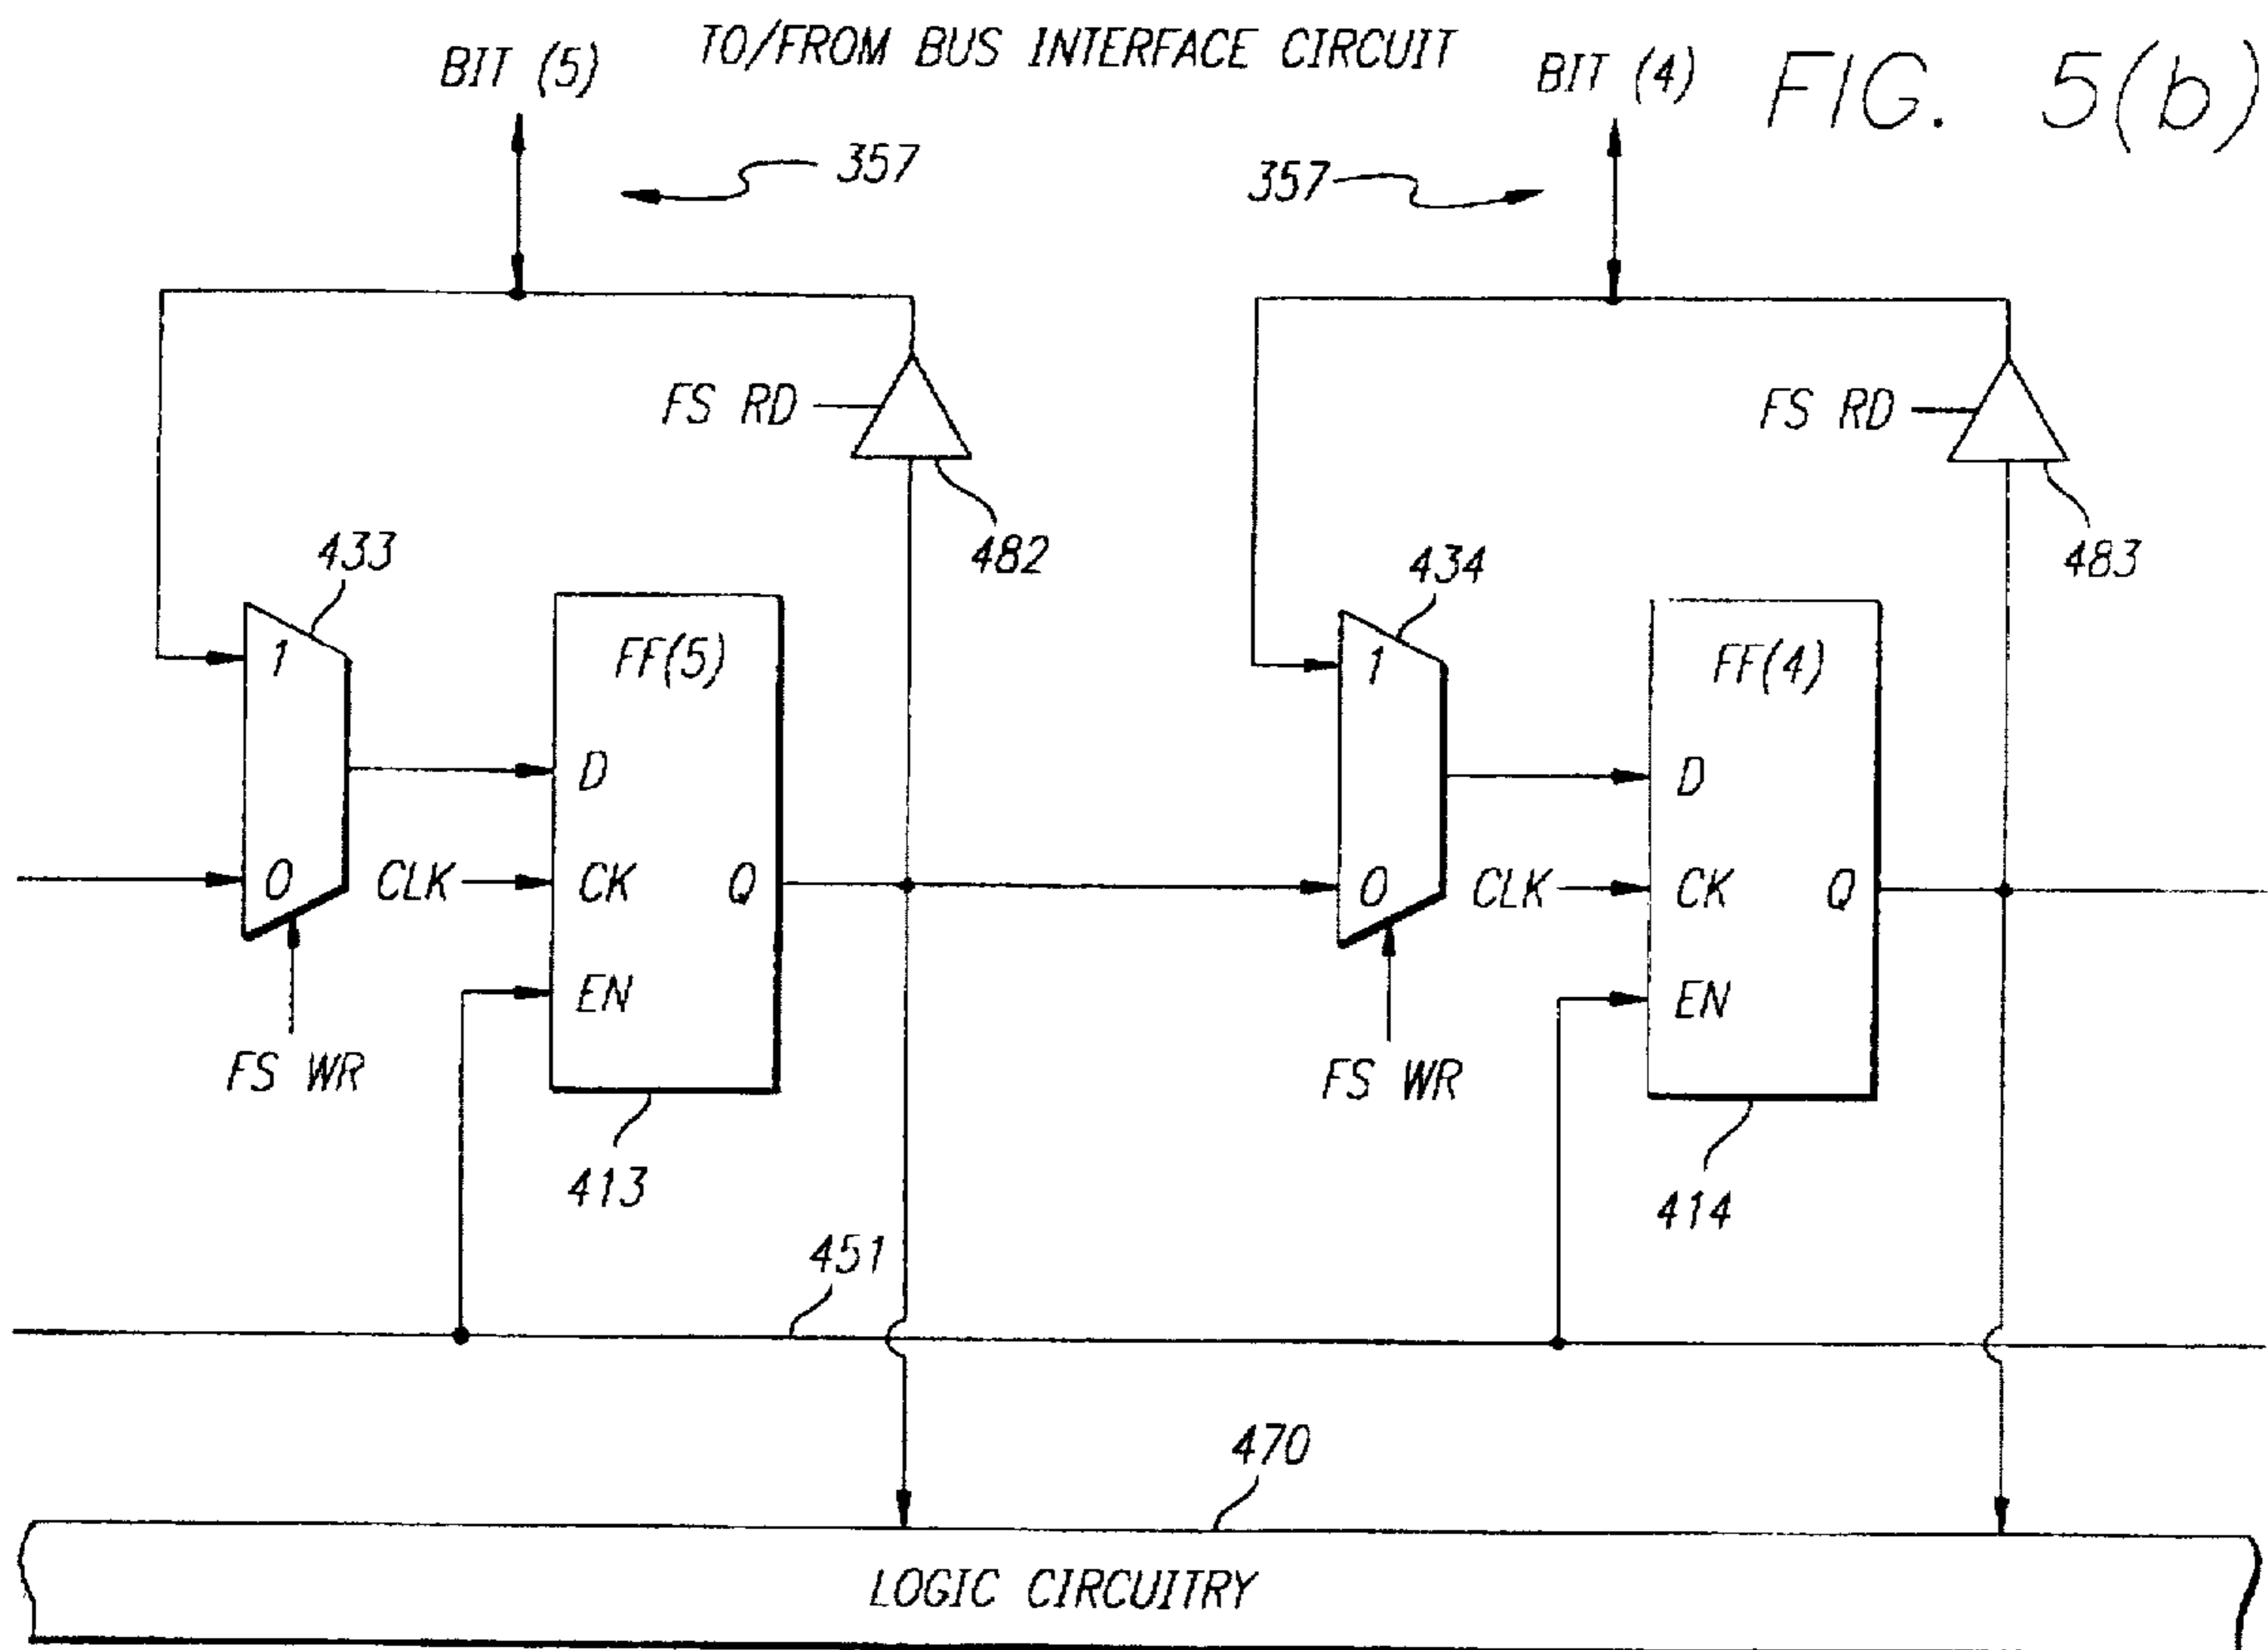 TO/FROM BUS INTERFACE CIRCUIT
FIG. 5(b)
BIT (5)
BIT (4)
357
357
FS RD
FS RD
482
483
433
434
1
FF(5)
1
FF(4)
D
D
0
CLK
CK
Q
0
CLK
CK
Q
EN
EN
FS WR
FS WR
413
414
451
470
LOGIC CIRCUITRY